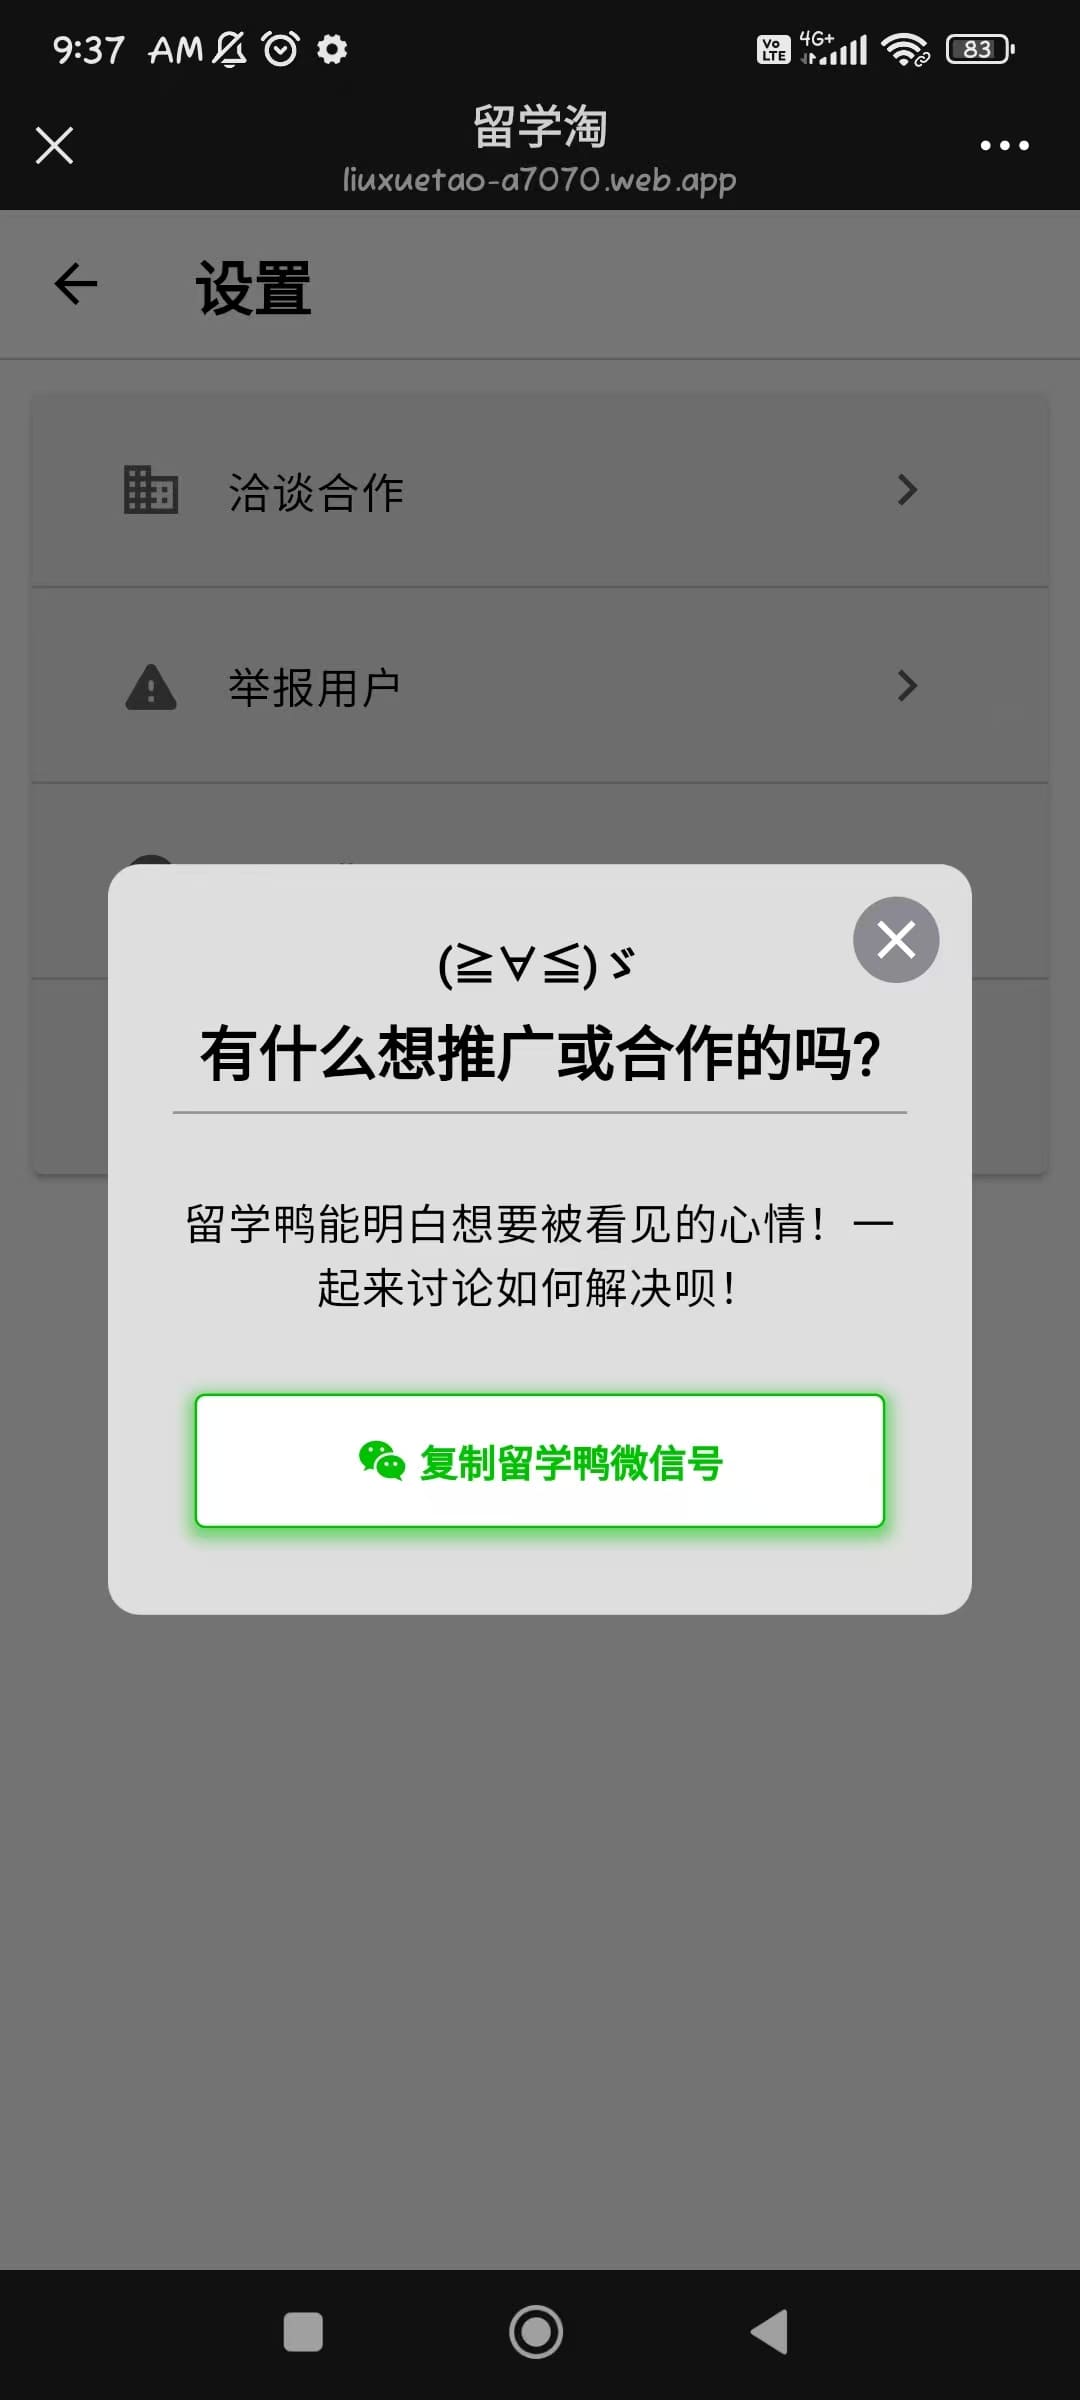 9:37 AM
VoLTE 4G+ 83
留学淘
liuxuetao-a7070.web.app
设置
洽谈合作
举报用户
(≧∀≦)ゞ
有什么想推广或合作的吗?
留学鸭能明白想要被看见的心情！一
起来讨论如何解决呗！
复制留学鸭微信号